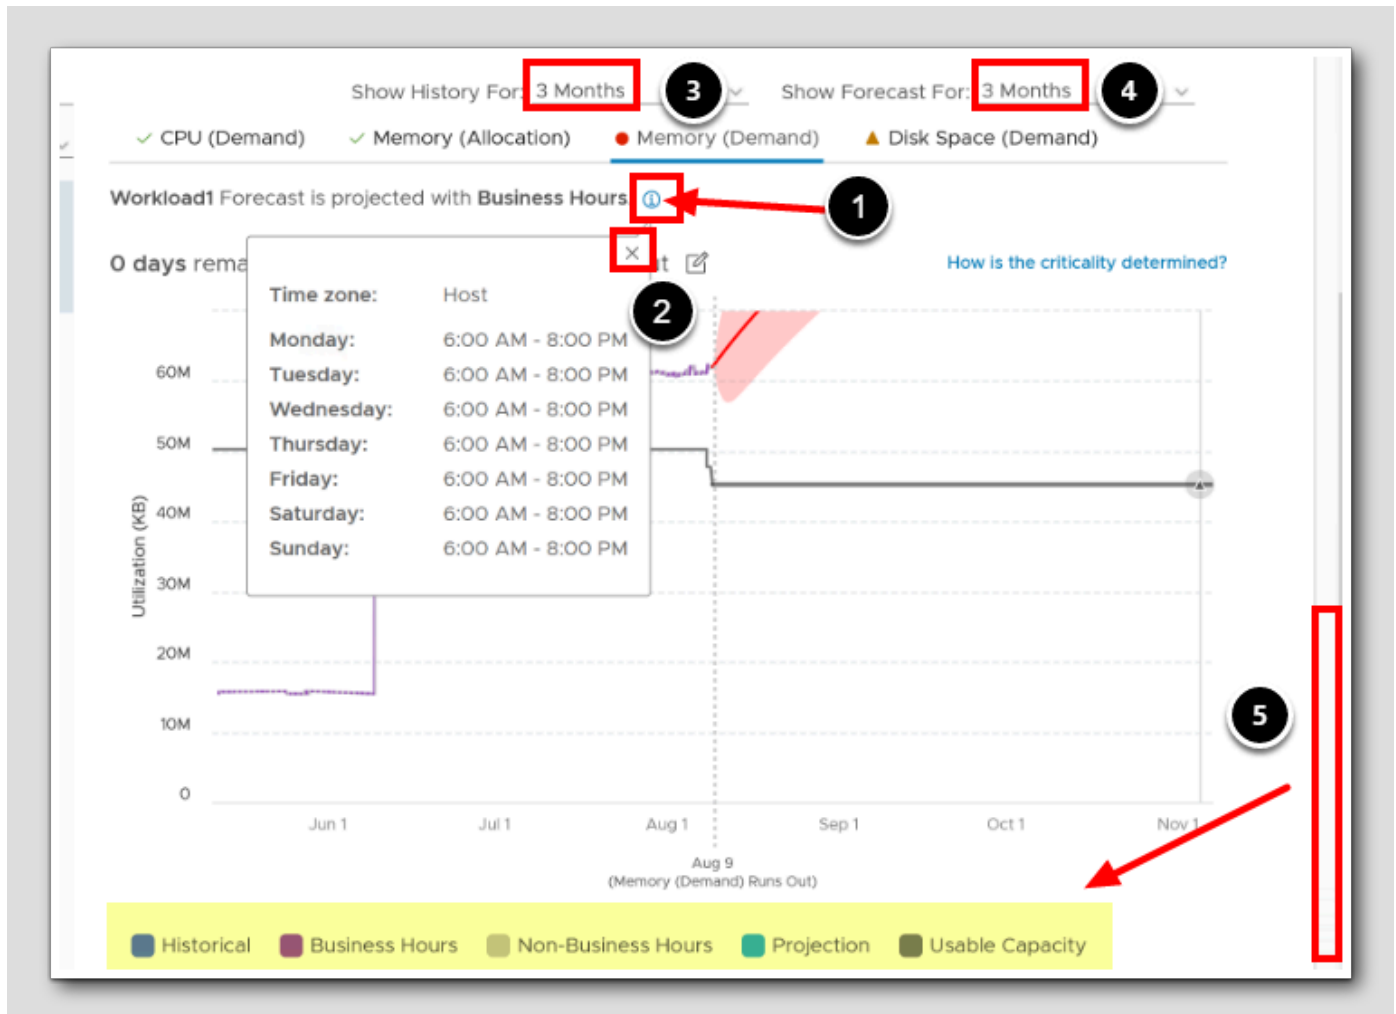 Show History For: 3 Months 3 Show Forecast For: 3 Months 4
CPU (Demand) Memory (Allocation) Memory (Demand) Disk Space (Demand)
Workload1 Forecast is projected with Business Hours 1
0 days rema ut How is the criticality determined?
2
Time zone: Host
Monday: 6:00 AM - 8:00 PM
Tuesday: 6:00 AM - 8:00 PM
Wednesday: 6:00 AM - 8:00 PM
Thursday: 6:00 AM - 8:00 PM
Friday: 6:00 AM - 8:00 PM
Saturday: 6:00 AM - 8:00 PM
Sunday: 6:00 AM - 8:00 PM
Utilization (KB)
60M
50M
40M
30M
20M
10M
0
5
Jun 1 Jul 1 Aug 1 Sep 1 Oct 1 Nov 1
Aug 9
(Memory (Demand) Runs Out)
Historical Business Hours Non-Business Hours Projection Usable Capacity